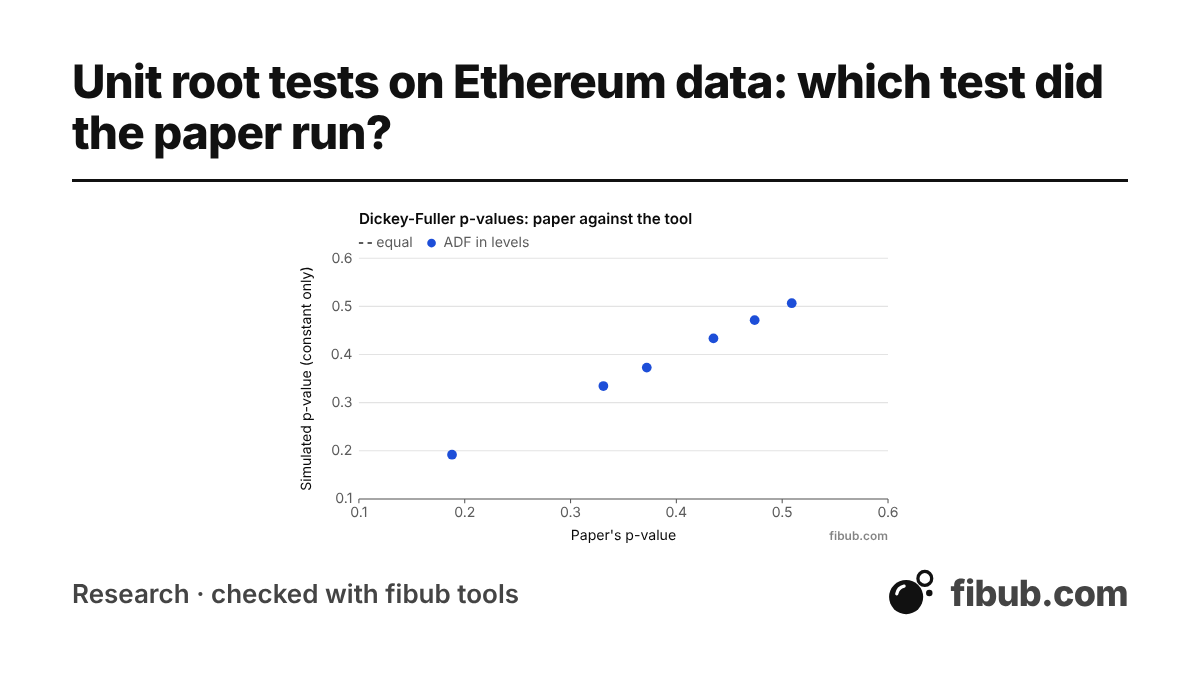 Unit root tests on Ethereum data: which test did
the paper run?
Dickey-Fuller p-values: paper against the tool
equal ADF in levels
Simulated p-value (constant only)
0.6
0.5
0.4
0.3
0.2
0.1
0.1 0.2 0.3 0.4 0.5 0.6
Paper's p-value
fibub.com
Research · checked with fibub tools
fibub.com